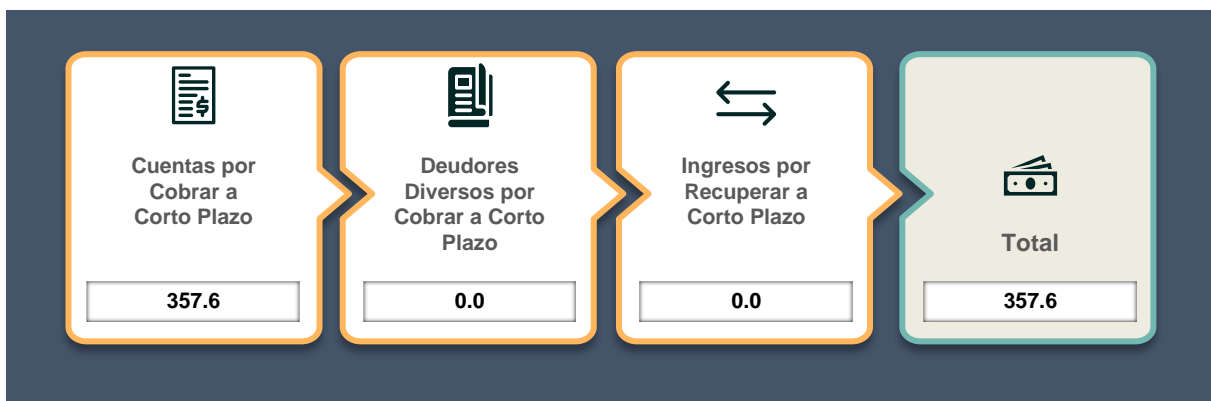 Cuentas por
Cobrar a
Corto Plazo
357.6
Deudores
Diversos por
Cobrar a Corto
Plazo
0.0
Ingresos por
Recuperar a
Corto Plazo
0.0
Total
357.6